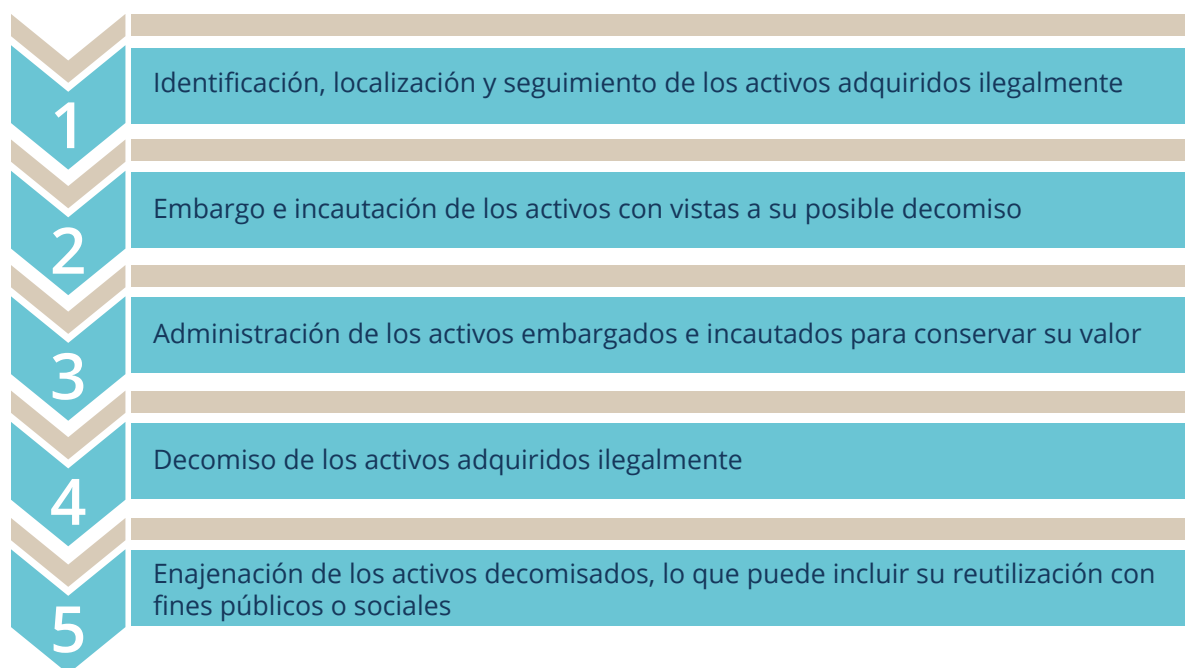 1
Identificación, localización y seguimiento de los activos adquiridos ilegalmente
2
Embargo e incautación de los activos con vistas a su posible decomiso
3
Administración de los activos embargados e incautados para conservar su valor
4
Decomiso de los activos adquiridos ilegalmente
5
Enajenación de los activos decomisados, lo que puede incluir su reutilización con
fines públicos o sociales